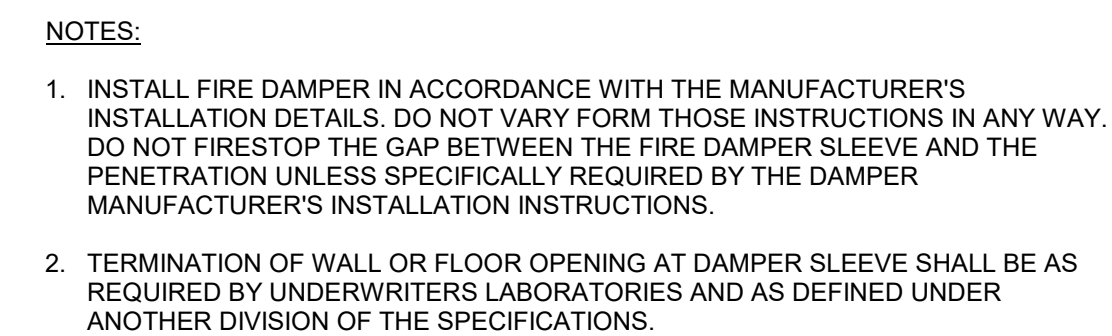 NOTES:
1. INSTALL FIRE DAMPER IN ACCORDANCE WITH THE MANUFACTURER'S
INSTALLATION DETAILS. DO NOT VARY FORM THOSE INSTRUCTIONS IN ANY WAY.
DO NOT FIRESTOP THE GAP BETWEEN THE FIRE DAMPER SLEEVE AND THE
PENETRATION UNLESS SPECIFICALLY REQUIRED BY THE DAMPER
MANUFACTURER'S INSTALLATION INSTRUCTIONS.
2. TERMINATION OF WALL OR FLOOR OPENING AT DAMPER SLEEVE SHALL BE AS
REQUIRED BY UNDERWRITERS LABORATORIES AND AS DEFINED UNDER
ANOTHER DIVISION OF THE SPECIFICATIONS.